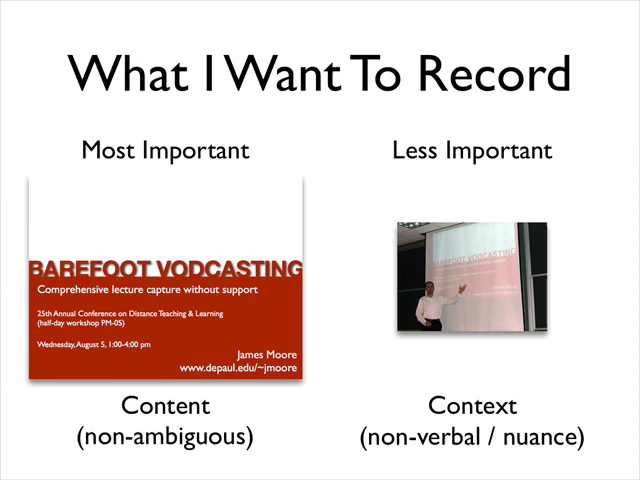 What I Want To Record
Most Important
Less Important
BAREFOOT VODCASTING
Comprehensive lecture capture without support
25th Annual Conference on Distance Teaching & Learning
(half-day workshop PM-05)
Wednesday, August 5, 1:00-4:00 pm
James Moore
www.depaul.edu/~jmoore
BAREFOOT VODCASTING
Content
(non-ambiguous)
Context
(non-verbal / nuance)